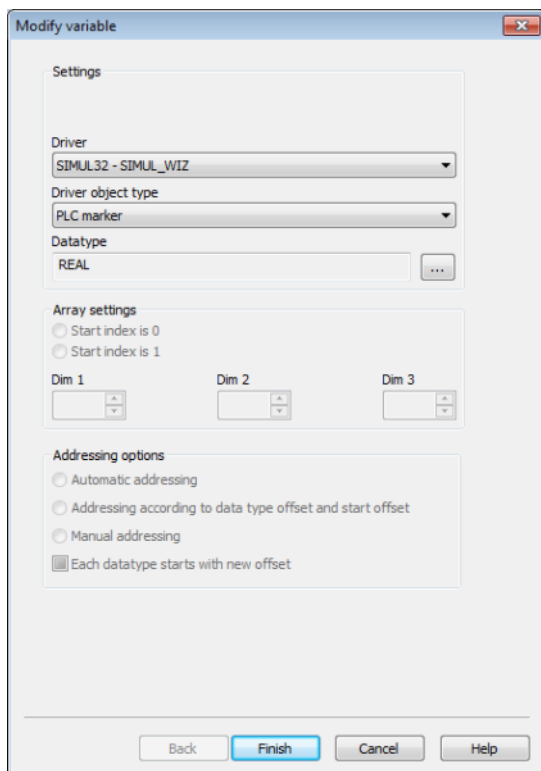 Modify variable
Settings
Driver
SIMUL32 - SIMUL_WIZ
Driver object type
PLC marker
Datatype
REAL
...
Array settings
Start index is 0
Start index is 1
Dim 1 Dim 2 Dim 3
Addressing options
Automatic addressing
Addressing according to data type offset and start offset
Manual addressing
Each datatype starts with new offset
Back Finish Cancel Help